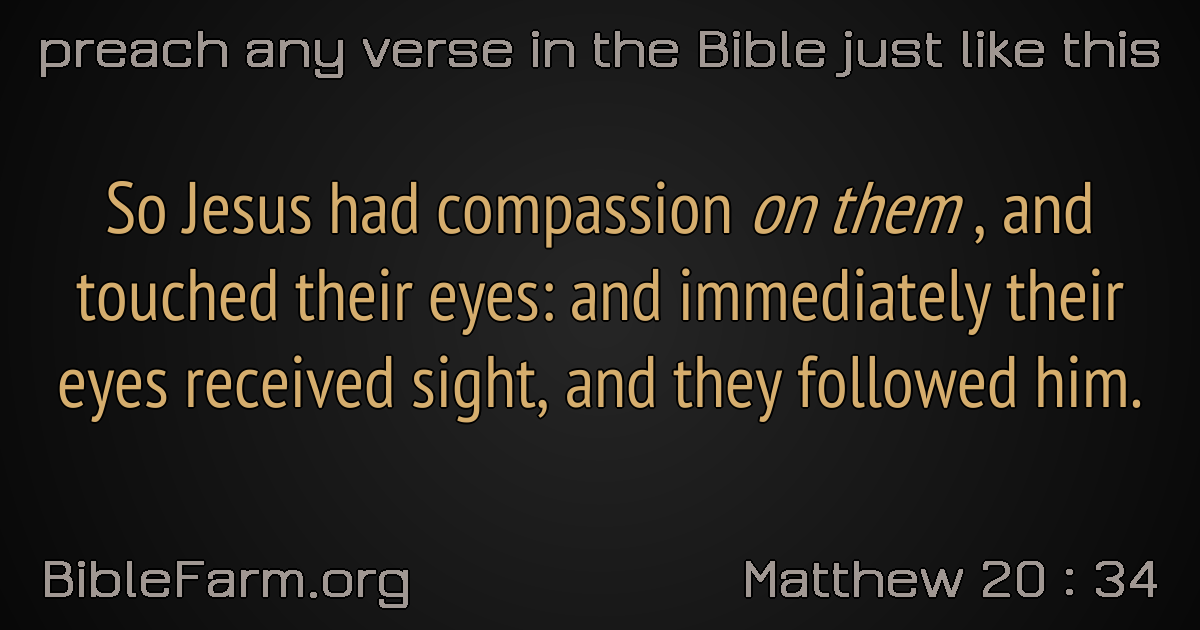 preach any verse in the Bible just like this
So Jesus had compassion on them , and
touched their eyes: and immediately their
eyes received sight, and they followed him.
BibleFarm.org
Matthew 20 : 34